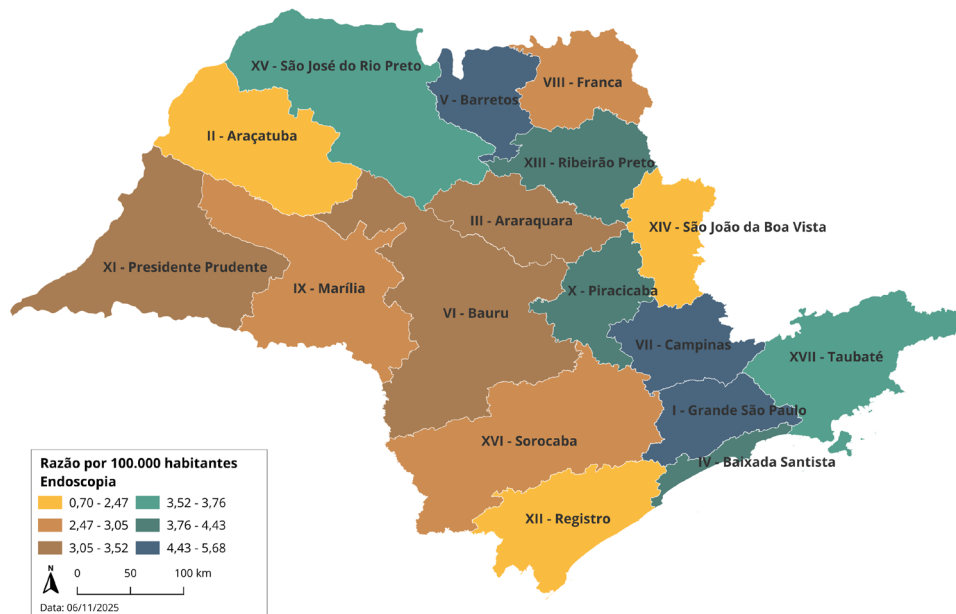 XV - São José do Rio Preto
VIII - Franca
V - Barretos
II - Araçatuba
XIII - Ribeirão Preto
III - Araraquara
XIV - São João da Boa Vista
XI - Presidente Prudente
IX - Marília
X - Piracicaba
VI - Bauru
VII - Campinas
XVII - Taubaté
I - Grande São Paulo
XVI - Sorocaba
IV - Baixada Santista
XII - Registro
Razão por 100.000 habitantes
Endoscopia
0,70 - 2,47 3,52 - 3,76
2,47 - 3,05 3,76 - 4,43
3,05 - 3,52 4,43 - 5,68
N
0 50 100 km
Data: 06/11/2025